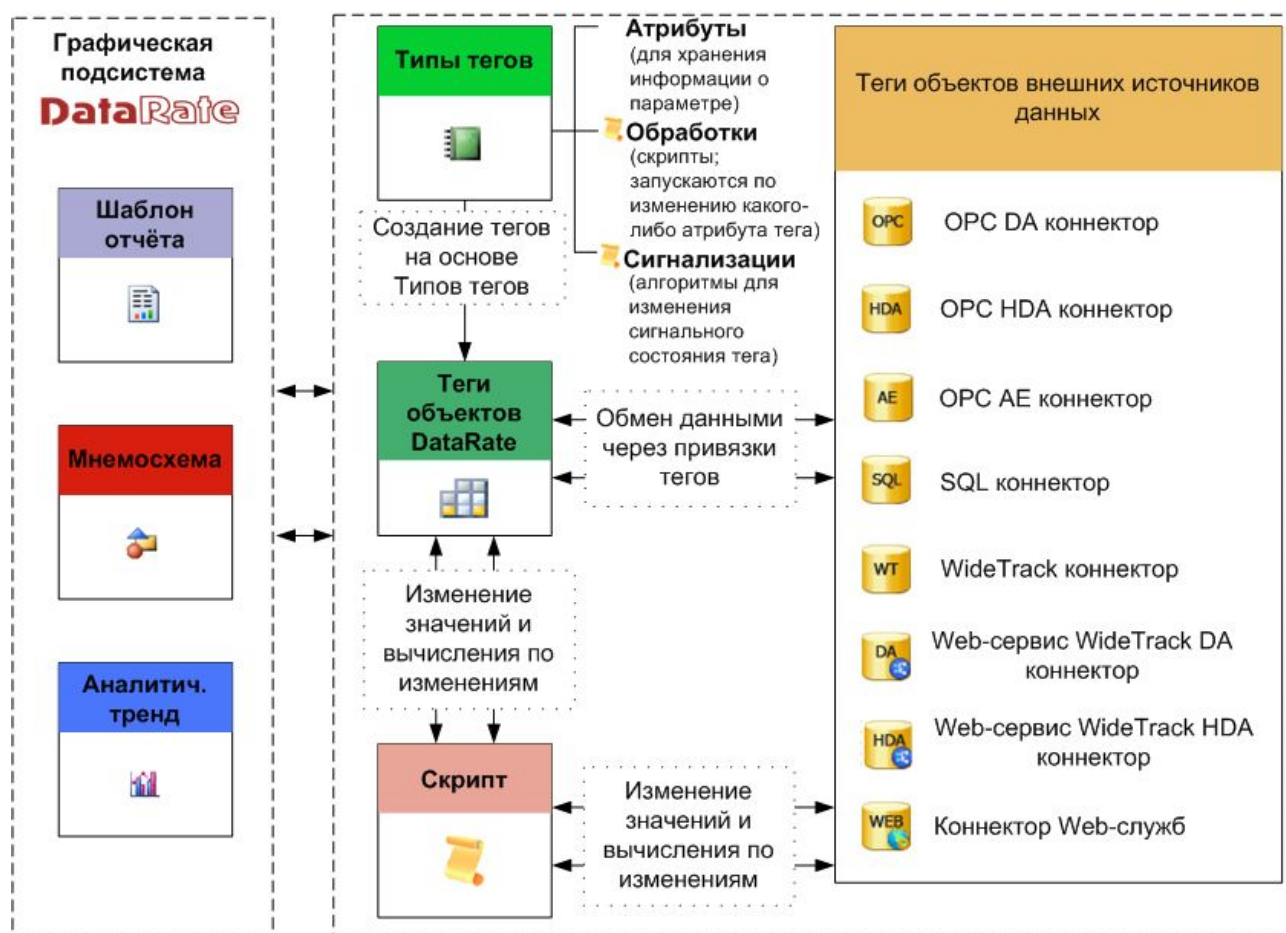 Графическая
подсистема
DataRate
Шаблон
отчёта
Мнемосхема
Аналитич.
тренд
Типы тегов
Атрибуты
(для хранения
информации о
параметре)
Обработки
(скрипты;
запускаются по
изменению какого-
либо атрибута тега)
Сигнализации
(алгоритмы для
изменения
сигнального
состояния тега)
Создание тегов
на основе
Типов тегов
Теги
объектов
DataRate
Обмен данными
через привязки
тегов
Изменение
значений и
вычисления по
изменениям
Скрипт
Изменение
значений и
вычисления по
изменениям
Теги объектов внешних источников
данных
OPC OPC DA коннектор
HDA OPC HDA коннектор
AE OPC AE коннектор
SQL SQL коннектор
WT WideTrack коннектор
DA Web-сервис WideTrack DA
коннектор
HDA Web-сервис WideTrack HDA
коннектор
WEB Коннектор Web-служб